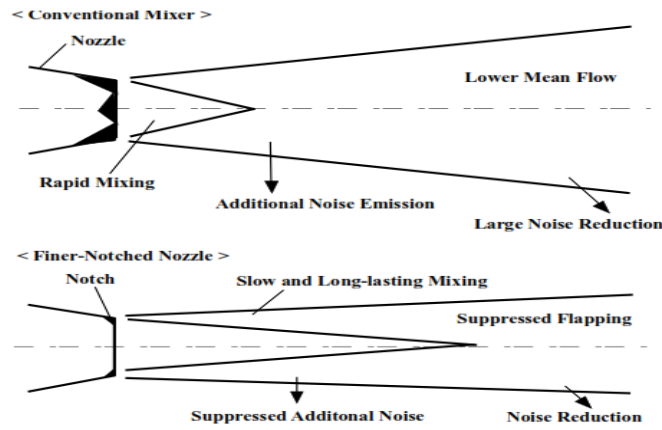 < Conventional Mixer >
Nozzle
Lower Mean Flow
Rapid Mixing
Additional Noise Emission
Large Noise Reduction
< Finer-Notched Nozzle >
Notch
Slow and Long-lasting Mixing
Suppressed Flapping
Suppressed Additonal Noise
Noise Reduction